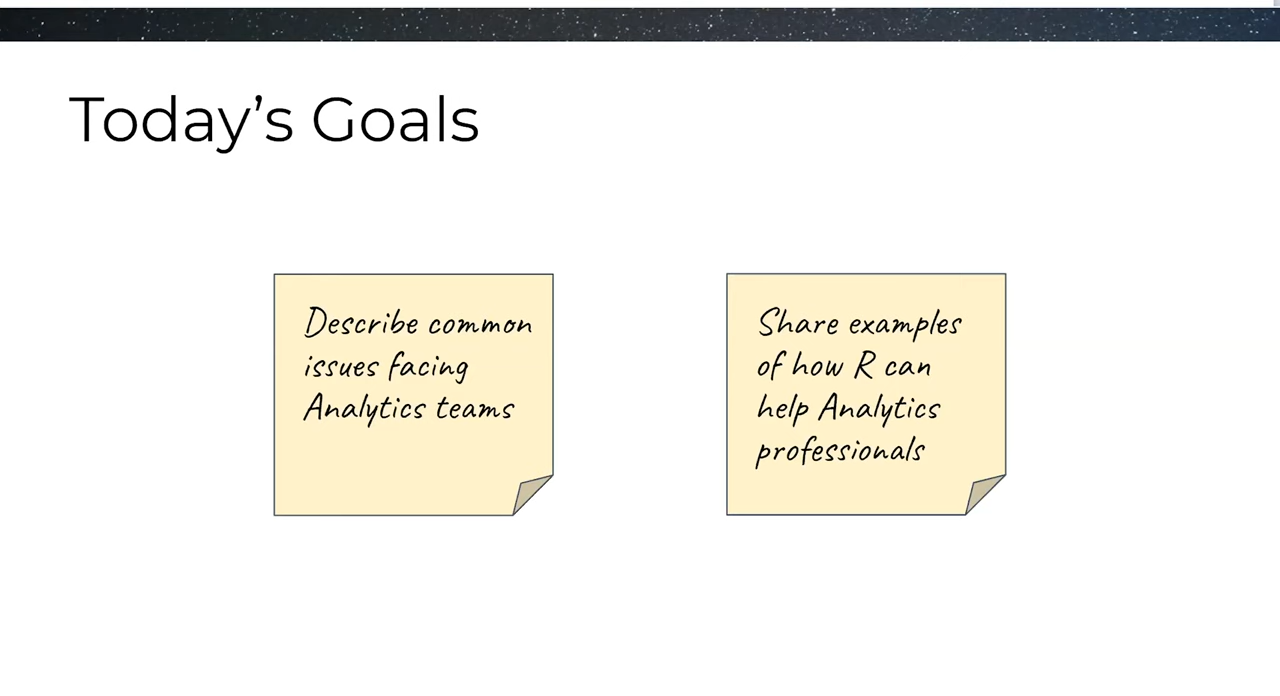 Today’s Goals
Describe common
issues facing
Analytics teams
Share examples
of how R can
help Analytics
professionals